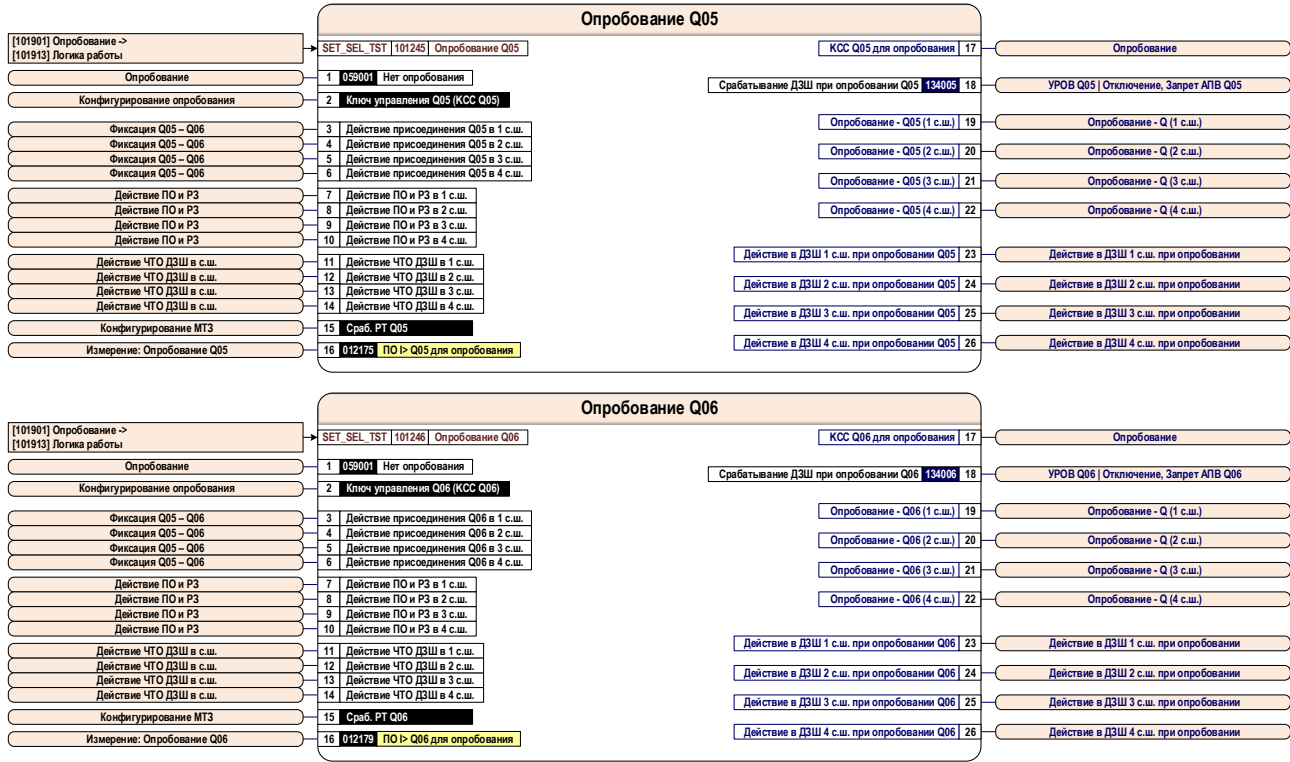 Опробование Q05
[101901] Опробование ->
[101913] Логика работы
SET_SEL_TST 101245 Опробование Q05
КСС Q05 для опробования 17 Опробование
Опробование 1 059001 Нет опробования
Срабатывание ДЗШ при опробовании Q05 134005 18 УРОВ Q05 | Отключение, Запрет АПВ Q05
Конфигурирование опробования 2 Ключ управления Q05 (КСС Q05)
Опробование - Q05 (1 с.ш.) 19 Опробование - Q (1 с.ш.)
Фиксация Q05 – Q06 3 Действие присоединения Q05 в 1 с.ш.
Фиксация Q05 – Q06 4 Действие присоединения Q05 в 2 с.ш.
Опробование - Q05 (2 с.ш.) 20 Опробование - Q (2 с.ш.)
Фиксация Q05 – Q06 5 Действие присоединения Q05 в 3 с.ш.
Фиксация Q05 – Q06 6 Действие присоединения Q05 в 4 с.ш.
Опробование - Q05 (3 с.ш.) 21 Опробование - Q (3 с.ш.)
Действие ПО и РЗ 7 Действие ПО и РЗ в 1 с.ш.
Действие ПО и РЗ 8 Действие ПО и РЗ в 2 с.ш.
Опробование - Q05 (4 с.ш.) 22 Опробование - Q (4 с.ш.)
Действие ПО и РЗ 9 Действие ПО и РЗ в 3 с.ш.
Действие ПО и РЗ 10 Действие ПО и РЗ в 4 с.ш.
Действие в ДЗШ 1 с.ш. при опробовании Q05 23 Действие в ДЗШ 1 с.ш. при опробовании
Действие ЧТО ДЗШ в с.ш. 11 Действие ЧТО ДЗШ в 1 с.ш.
Действие ЧТО ДЗШ в с.ш. 12 Действие ЧТО ДЗШ в 2 с.ш.
Действие в ДЗШ 2 с.ш. при опробовании Q05 24 Действие в ДЗШ 2 с.ш. при опробовании
Действие ЧТО ДЗШ в с.ш. 13 Действие ЧТО ДЗШ в 3 с.ш.
Действие ЧТО ДЗШ в с.ш. 14 Действие ЧТО ДЗШ в 4 с.ш.
Действие в ДЗШ 3 с.ш. при опробовании Q05 25 Действие в ДЗШ 3 с.ш. при опробовании
Конфигурирование МТЗ 15 Сраб. РТ Q05
Действие в ДЗШ 4 с.ш. при опробовании Q05 26 Действие в ДЗШ 4 с.ш. при опробовании
Измерение: Опробование Q05 16 012175 ПО I> Q05 для опробования
Опробование Q06
[101901] Опробование ->
[101913] Логика работы
SET_SEL_TST 101246 Опробование Q06
КСС Q06 для опробования 17 Опробование
Опробование 1 059001 Нет опробования
Срабатывание ДЗШ при опробовании Q06 134006 18 УРОВ Q06 | Отключение, Запрет АПВ Q06
Конфигурирование опробования 2 Ключ управления Q06 (КСС Q06)
Опробование - Q06 (1 с.ш.) 19 Опробование - Q (1 с.ш.)
Фиксация Q05 – Q06 3 Действие присоединения Q06 в 1 с.ш.
Фиксация Q05 – Q06 4 Действие присоединения Q06 в 2 с.ш.
Опробование - Q06 (2 с.ш.) 20 Опробование - Q (2 с.ш.)
Фиксация Q05 – Q06 5 Действие присоединения Q06 в 3 с.ш.
Фиксация Q05 – Q06 6 Действие присоединения Q06 в 4 с.ш.
Опробование - Q06 (3 с.ш.) 21 Опробование - Q (3 с.ш.)
Действие ПО и РЗ 7 Действие ПО и РЗ в 1 с.ш.
Действие ПО и РЗ 8 Действие ПО и РЗ в 2 с.ш.
Опробование - Q06 (4 с.ш.) 22 Опробование - Q (4 с.ш.)
Действие ПО и РЗ 9 Действие ПО и РЗ в 3 с.ш.
Действие ПО и РЗ 10 Действие ПО и РЗ в 4 с.ш.
Действие в ДЗШ 1 с.ш. при опробовании Q06 23 Действие в ДЗШ 1 с.ш. при опробовании
Действие ЧТО ДЗШ в с.ш. 11 Действие ЧТО ДЗШ в 1 с.ш.
Действие ЧТО ДЗШ в с.ш. 12 Действие ЧТО ДЗШ в 2 с.ш.
Действие в ДЗШ 2 с.ш. при опробовании Q06 24 Действие в ДЗШ 2 с.ш. при опробовании
Действие ЧТО ДЗШ в с.ш. 13 Действие ЧТО ДЗШ в 3 с.ш.
Действие ЧТО ДЗШ в с.ш. 14 Действие ЧТО ДЗШ в 4 с.ш.
Действие в ДЗШ 3 с.ш. при опробовании Q06 25 Действие в ДЗШ 3 с.ш. при опробовании
Конфигурирование МТЗ 15 Сраб. РТ Q06
Действие в ДЗШ 4 с.ш. при опробовании Q06 26 Действие в ДЗШ 4 с.ш. при опробовании
Измерение: Опробование Q06 16 012179 ПО I> Q06 для опробования